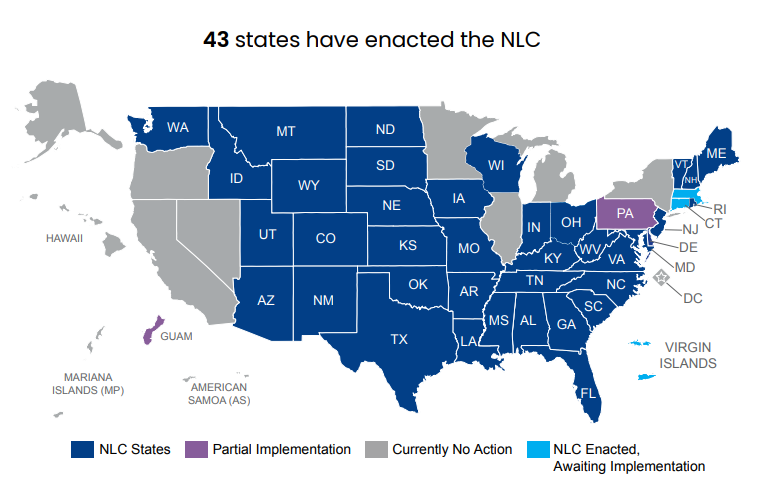 43 states have enacted the NLC
WA
MT
ND
ME
VT
NH
WI
SD
ID
WY
IA
NE
PA
RI
CT
NJ
DE
MD
DC
HAWAII
UT
CO
KS
MO
IN
OH
WV
VA
KY
NC
TN
OK
AR
SC
AZ
NM
MS
AL
GA
TX
LA
FL
GUAM
VIRGIN
ISLANDS
MARIANA
ISLANDS (MP)
AMERICAN
SAMOA (AS)
NLC States
Partial Implementation
Currently No Action
NLC Enacted,
Awaiting Implementation